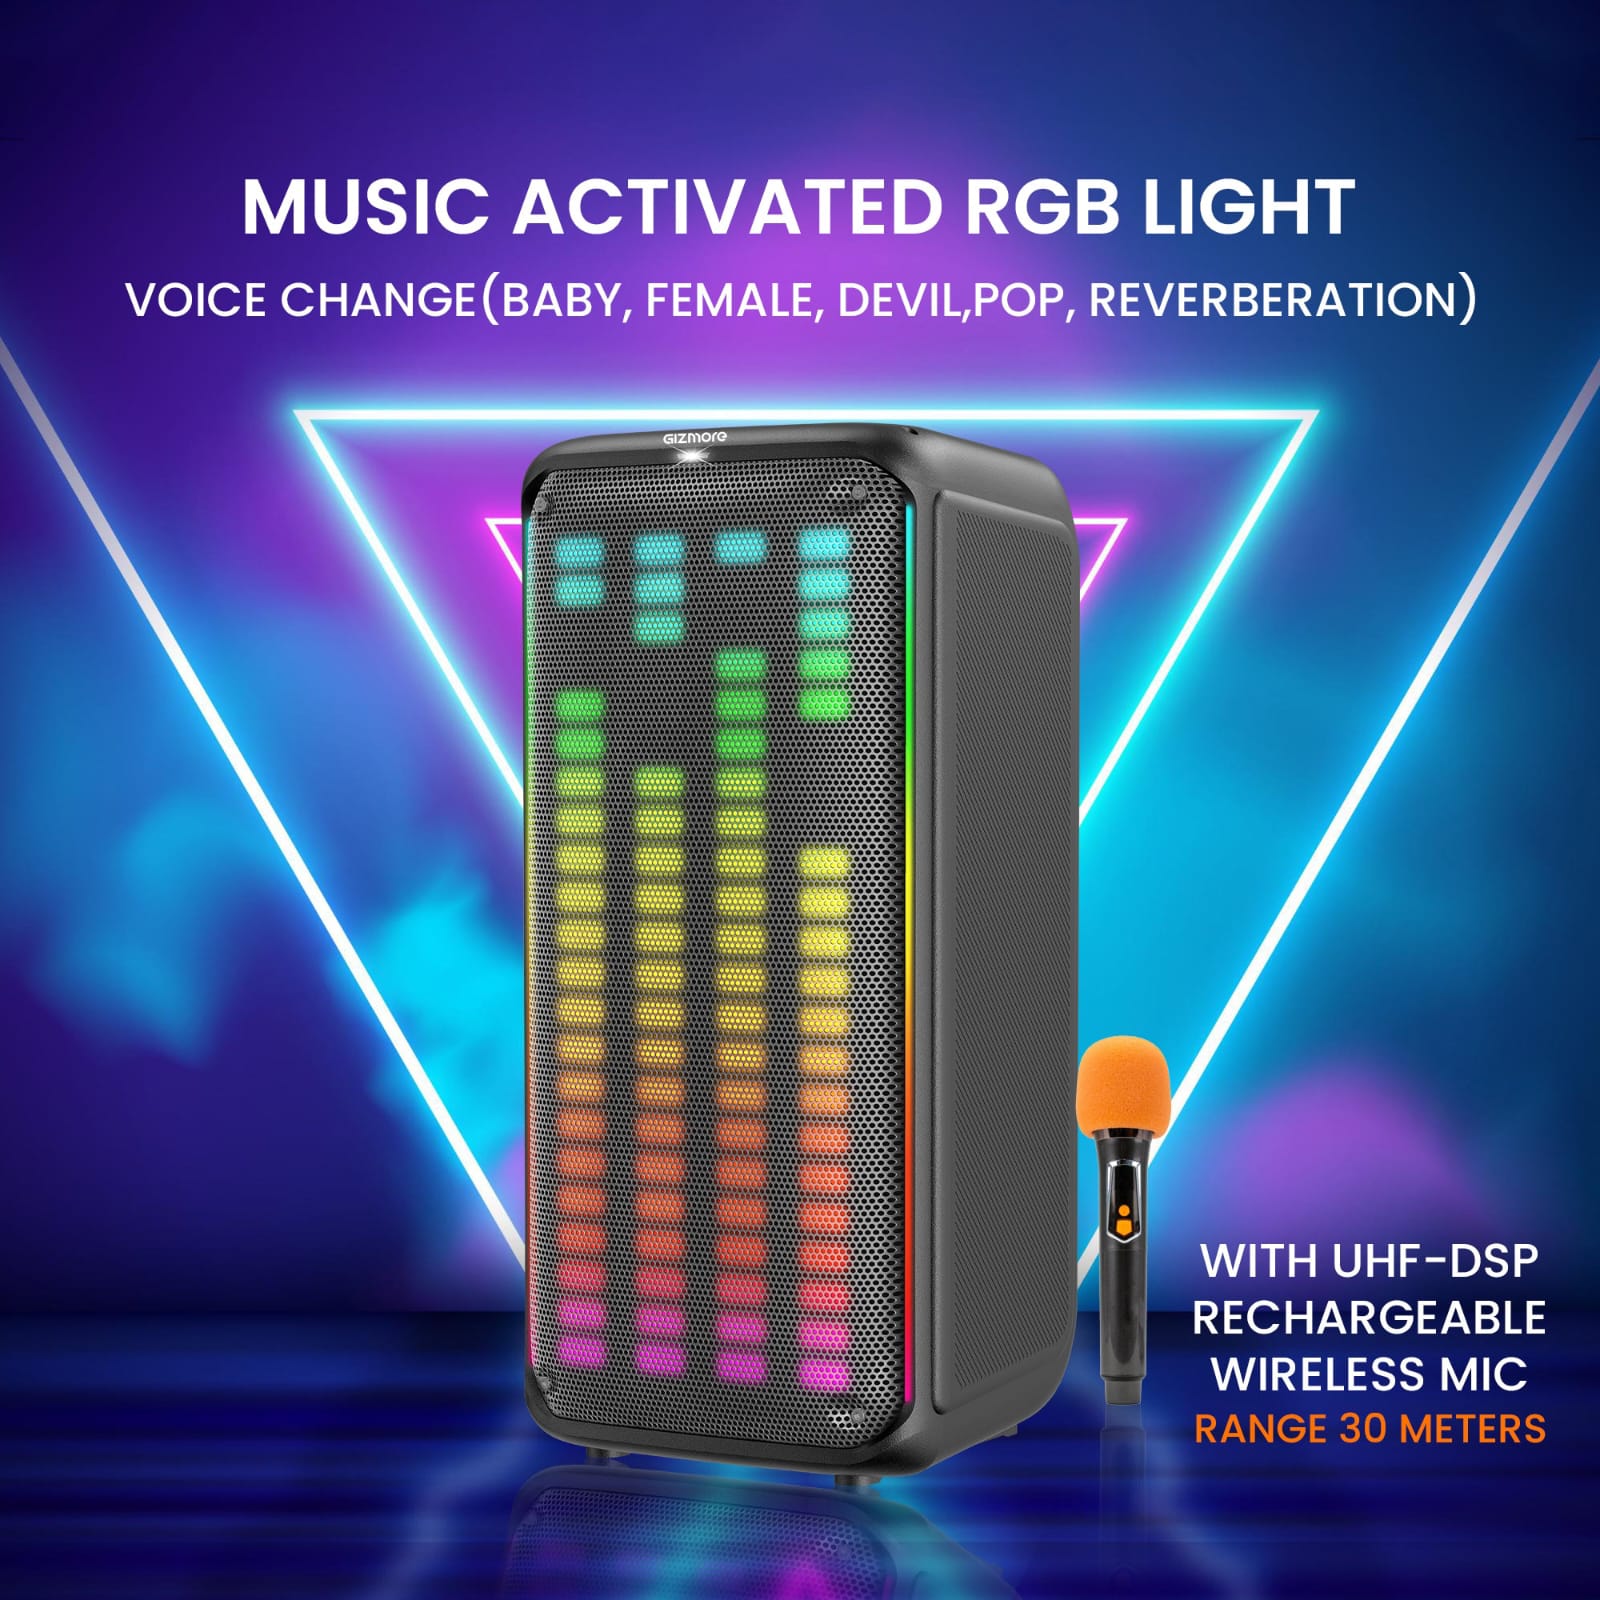 MUSIC ACTIVATED RGB LIGHT
VOICE CHANGE(BABY, FEMALE, DEVIL,POP, REVERBERATION)
GIZMORE
WITH UHF-DSP
RECHARGEABLE
WIRELESS MIC
RANGE 30 METERS